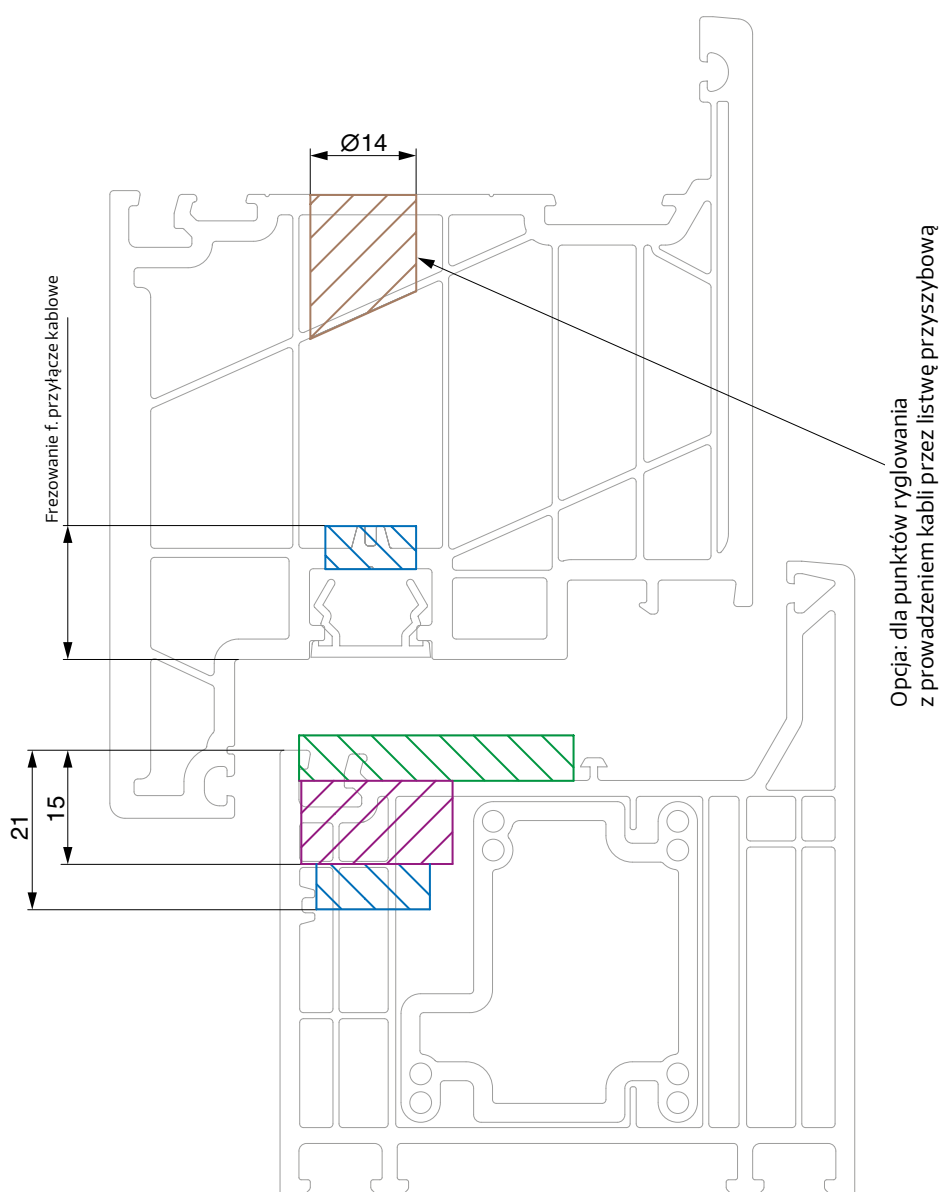 Ø14
Frezowanie f. przyłącze kablowe
Opcja: dla punktów ryglowania
z prowadzeniem kabli przez listwę przyszybową
15
21